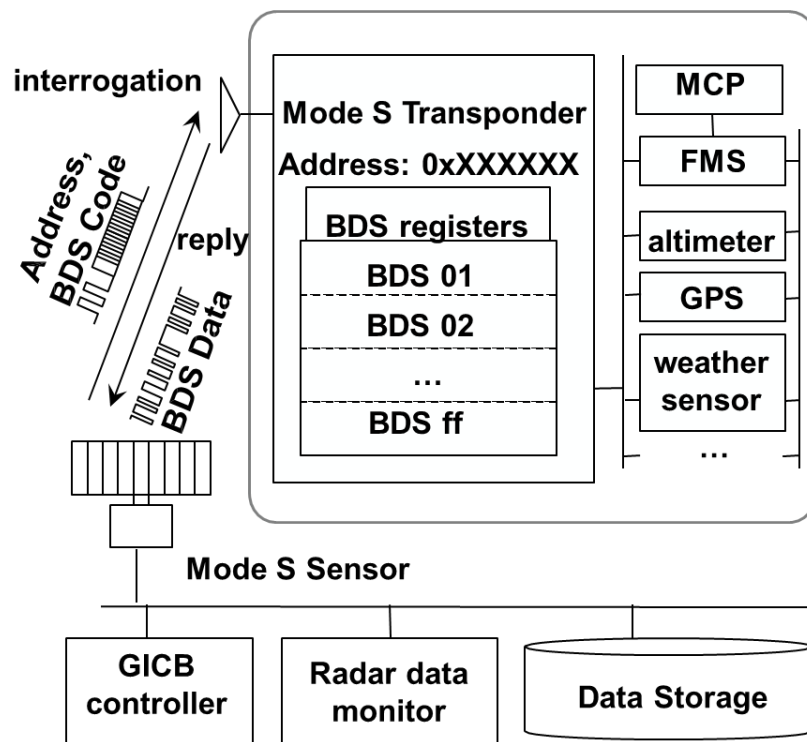 interrogation
Address,
BDS Code
reply
BDS Data
Mode S Transponder
Address: 0xXXXXXX
BDS registers
BDS 01
BDS 02
...
BDS ff
MCP
FMS
altimeter
GPS
weather
sensor
...
Mode S Sensor
GICB
controller
Radar data
monitor
Data Storage